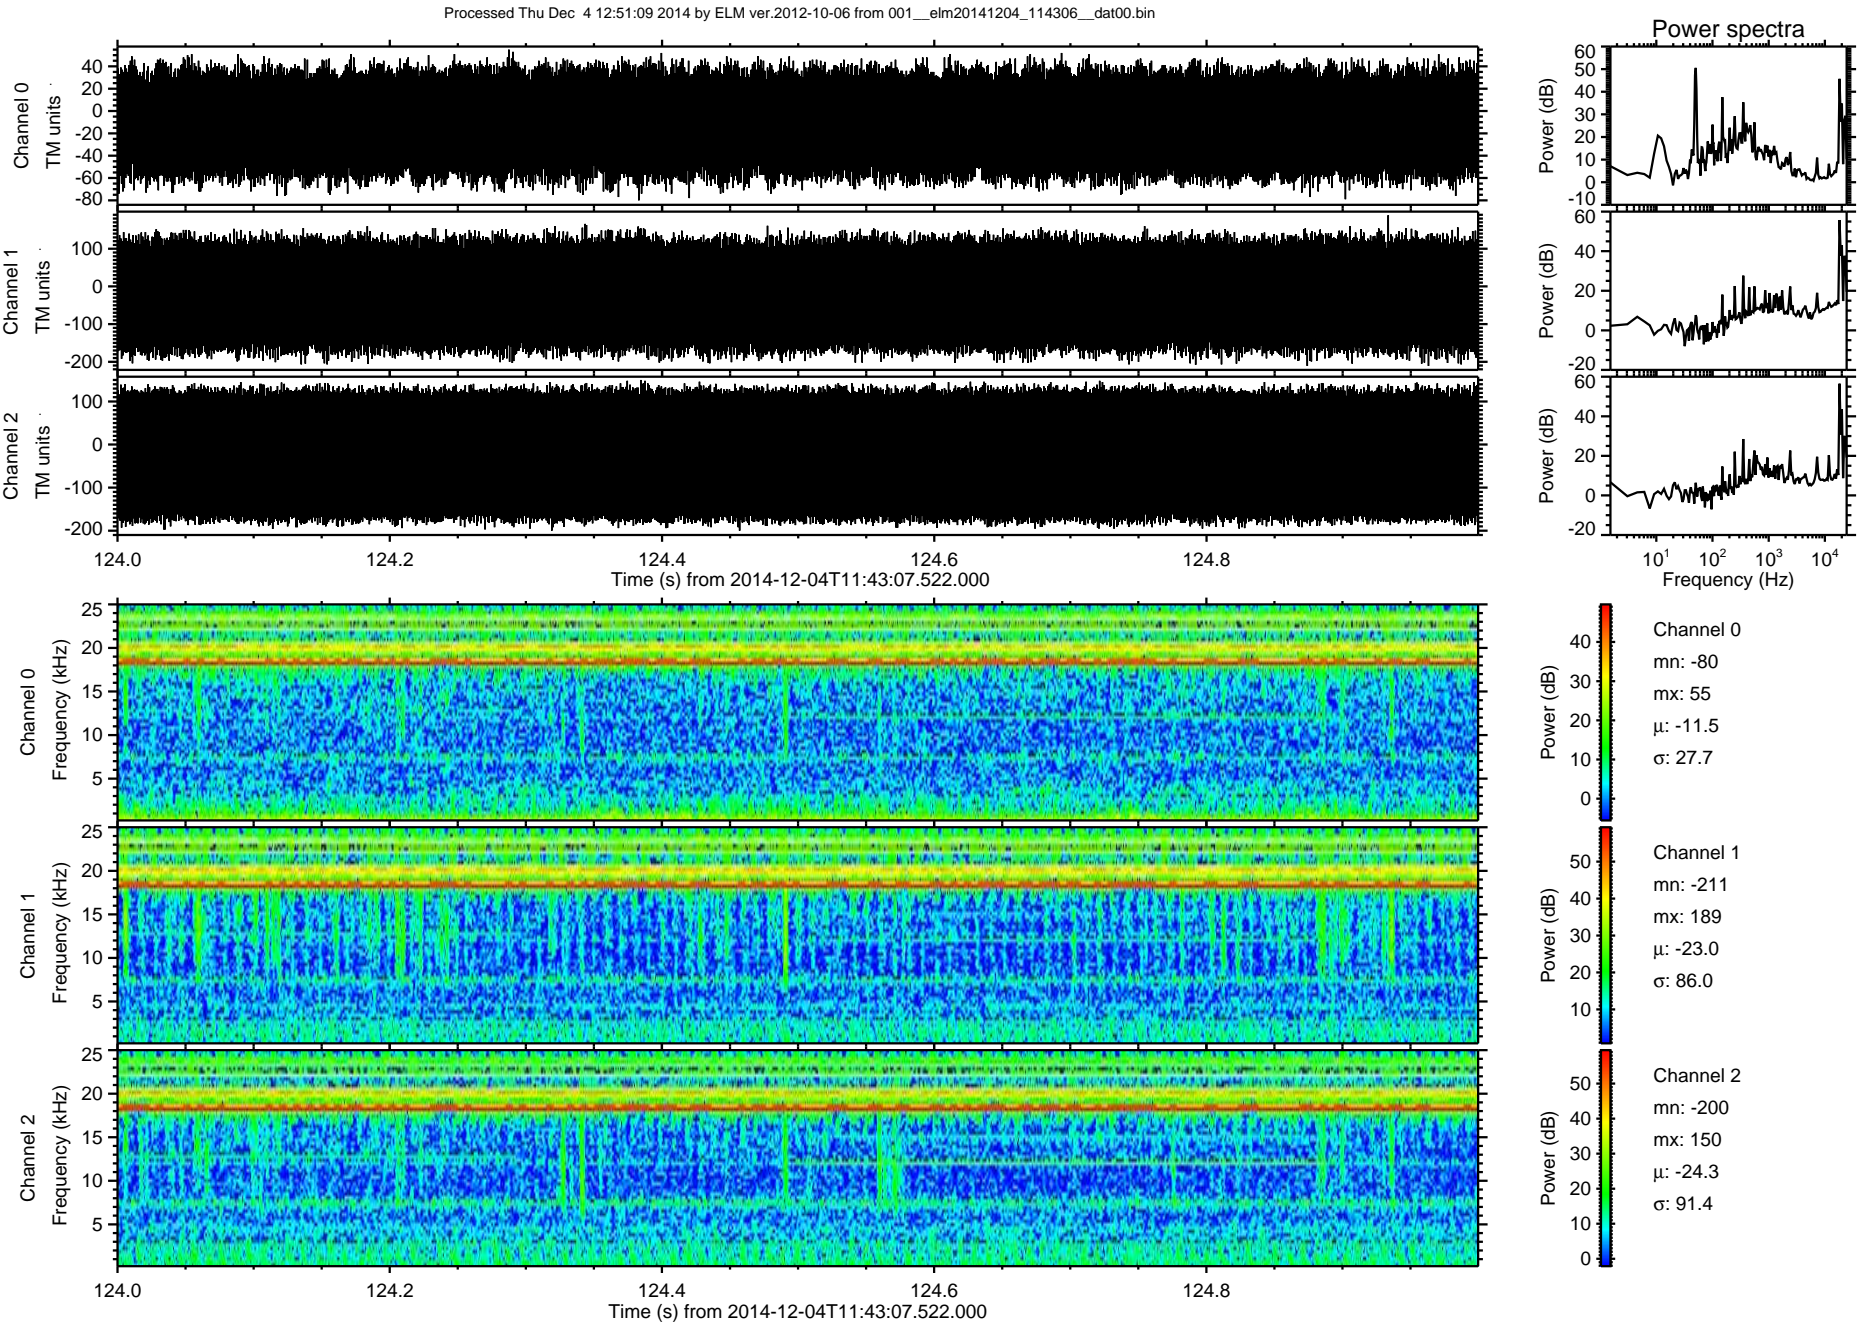 Processed Thu Dec  4 12:51:09 2014 by ELM ver.2012-10-06 from 001__elm20141204_114306__dat00.bin
Power spectra
Channel 0
TM units
40
20
0
-20
-40
-60
-80
Power (dB)
60
50
40
30
20
10
0
-10
Channel 1
TM units
100
0
-100
-200
Power (dB)
60
40
20
0
-20
Channel 2
TM units
100
0
-100
-200
Power (dB)
60
40
20
0
-20
124.0 124.2 124.4 124.6 124.8
Time (s) from 2014-12-04T11:43:07.522.000
10¹ 10² 10³ 10⁴
Frequency (Hz)
Channel 0
Frequency (kHz)
25
20
15
10
5
Power (dB)
40
30
20
10
0
Channel 0
mn: -80
mx: 55
μ: -11.5
σ: 27.7
Channel 1
Frequency (kHz)
25
20
15
10
5
Power (dB)
50
40
30
20
10
Channel 1
mn: -211
mx: 189
μ: -23.0
σ: 86.0
Channel 2
Frequency (kHz)
25
20
15
10
5
Power (dB)
50
40
30
20
10
0
Channel 2
mn: -200
mx: 150
μ: -24.3
σ: 91.4
124.0 124.2 124.4 124.6 124.8
Time (s) from 2014-12-04T11:43:07.522.000